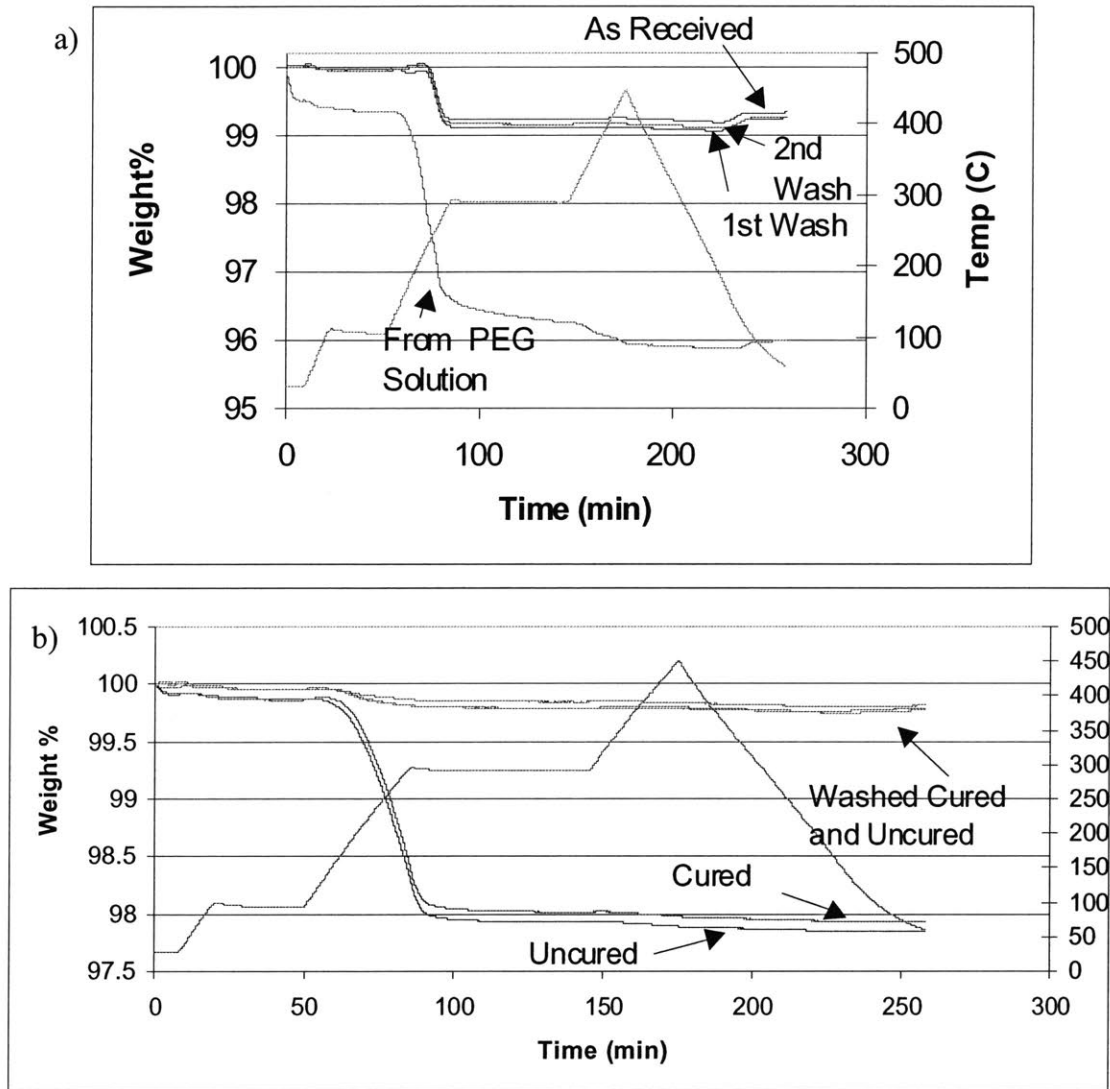 a)
As Received
100
99
98
97
96
95
500
400
300
200
100
0
Weight%
Temp (C)
2nd
Wash
1st Wash
From PEG
Solution
0
100
200
300
Time (min)
b)
100.5
100
99.5
99
98.5
98
97.5
500
450
400
350
300
250
200
150
100
50
0
Weight %
Washed Cured
and Uncured
Cured
Uncured
0
50
100
150
200
250
300
Time (min)